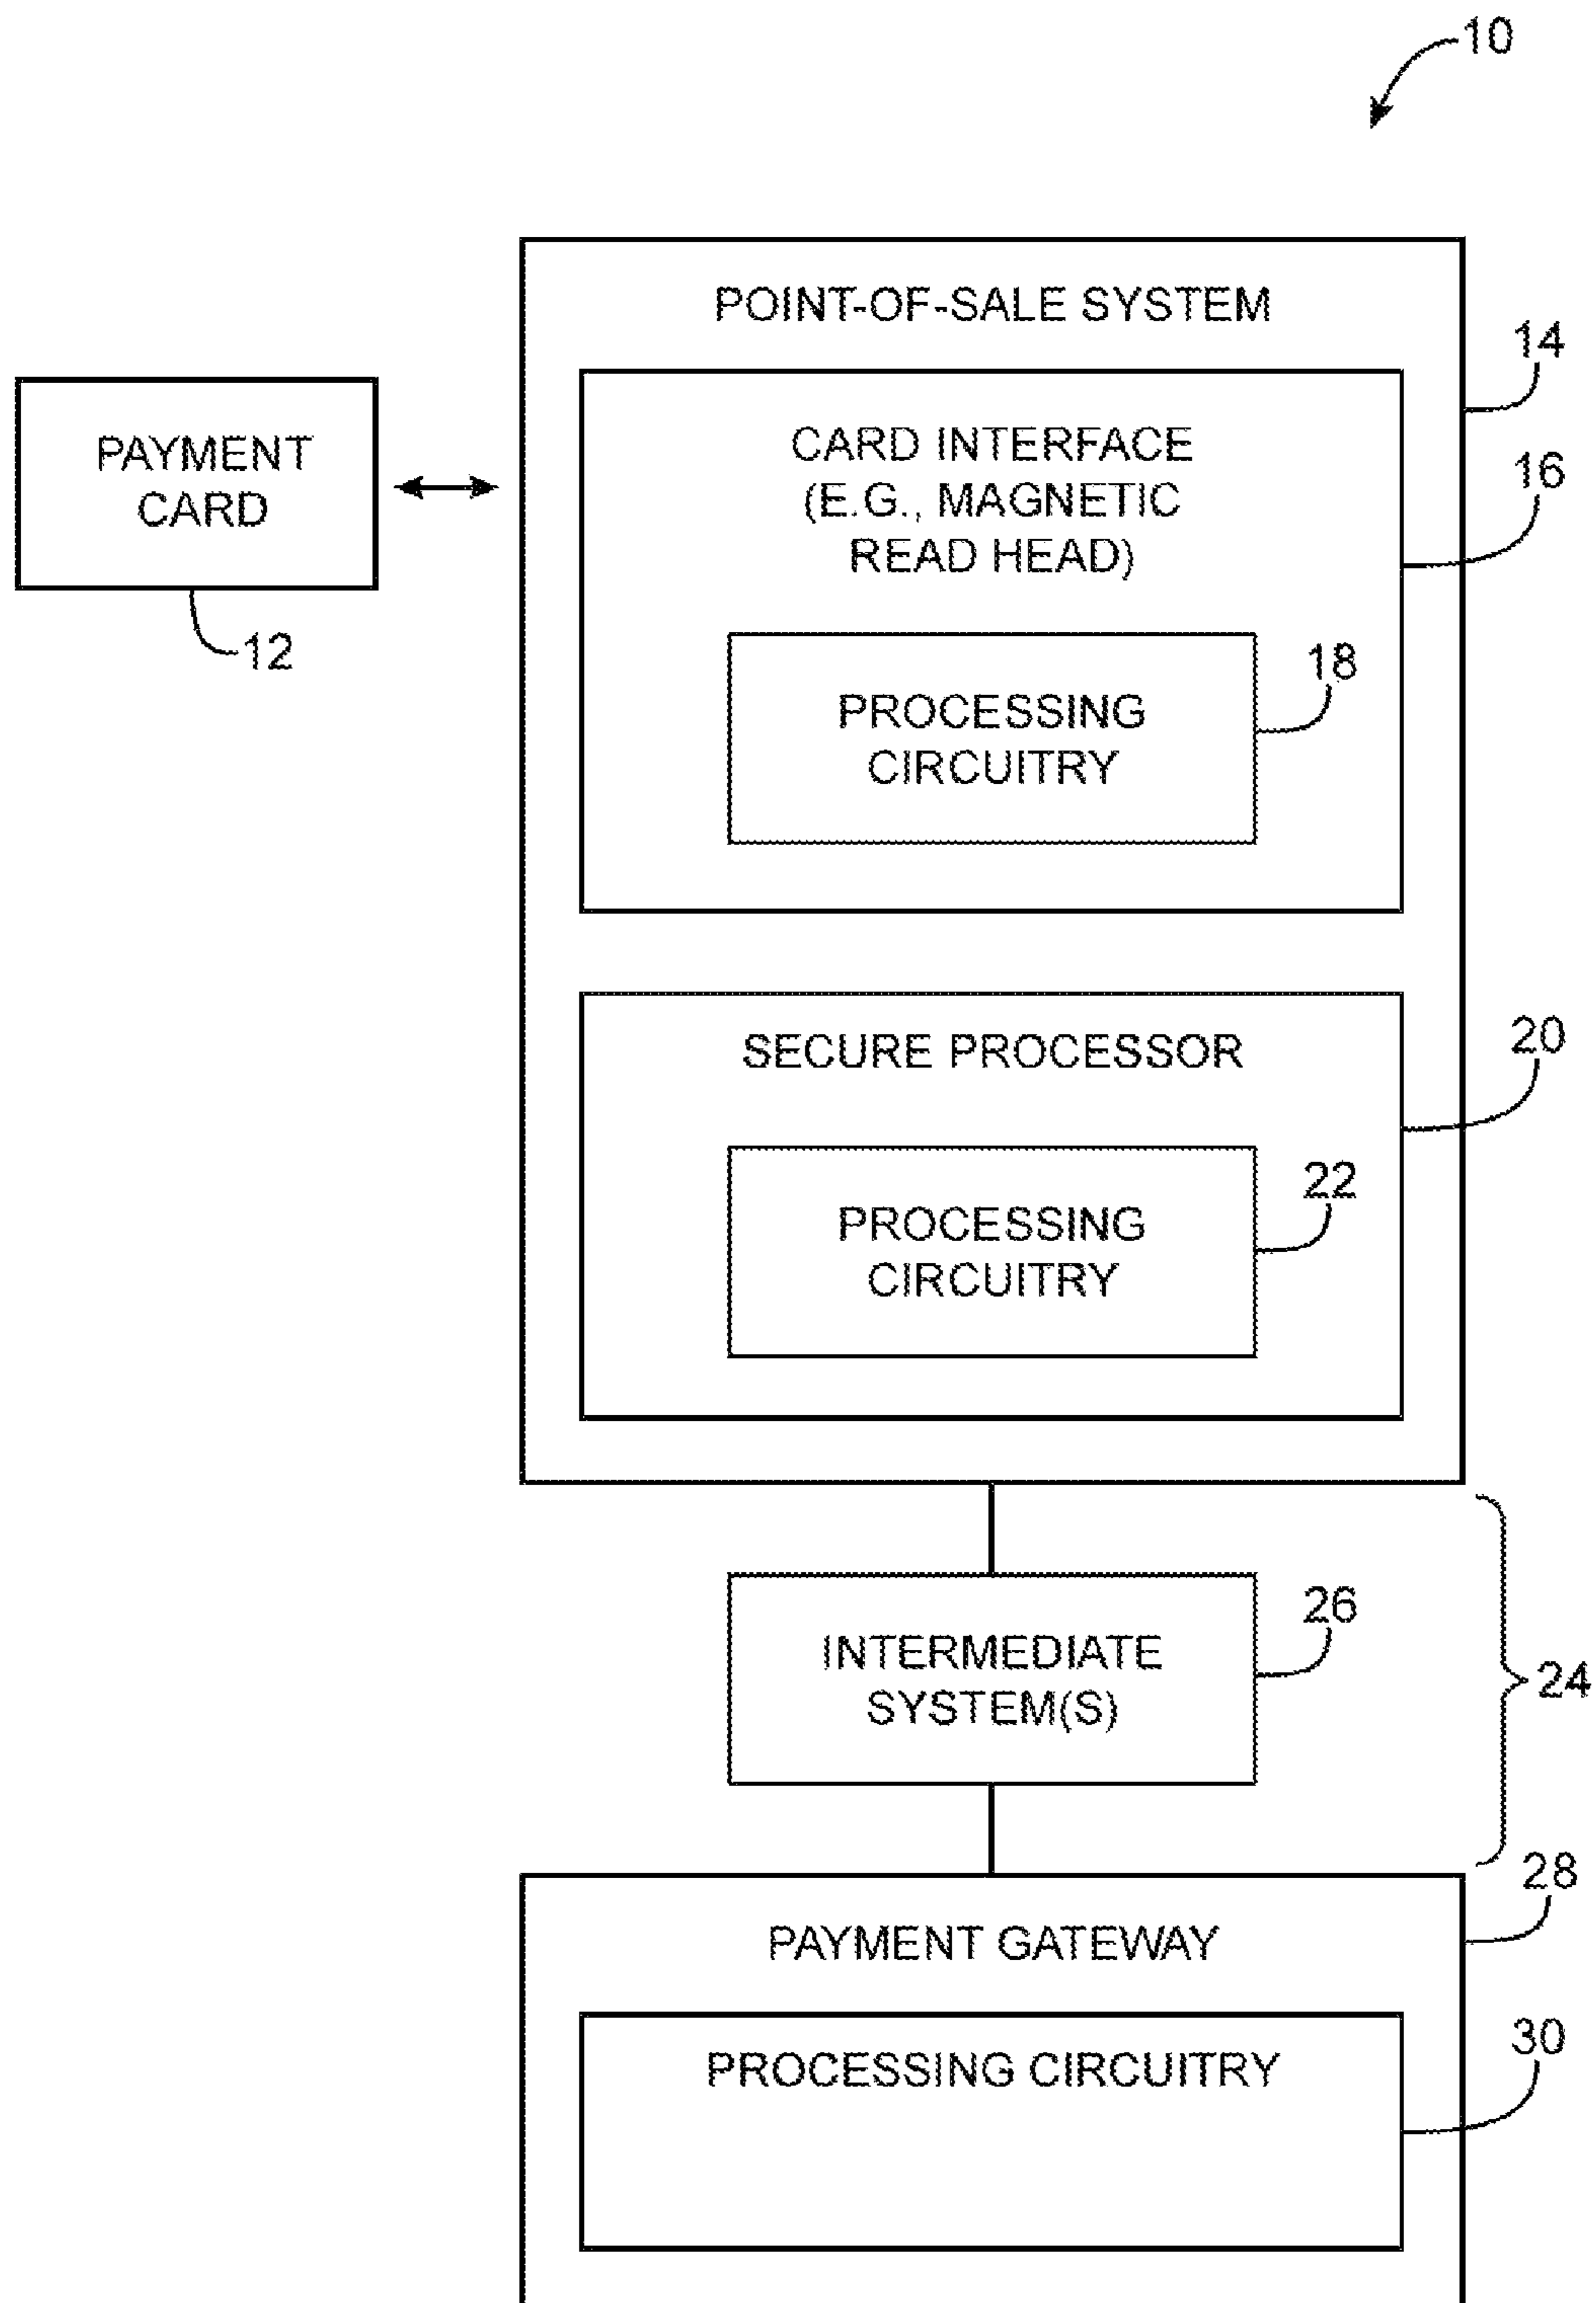 10
POINT-OF-SALE SYSTEM
14
PAYMENT
CARD
12
CARD INTERFACE
(E.G., MAGNETIC
READ HEAD)
16
PROCESSING
CIRCUITRY
18
SECURE PROCESSOR
20
PROCESSING
CIRCUITRY
22
INTERMEDIATE
SYSTEM(S)
26
24
PAYMENT GATEWAY
28
PROCESSING CIRCUITRY
30